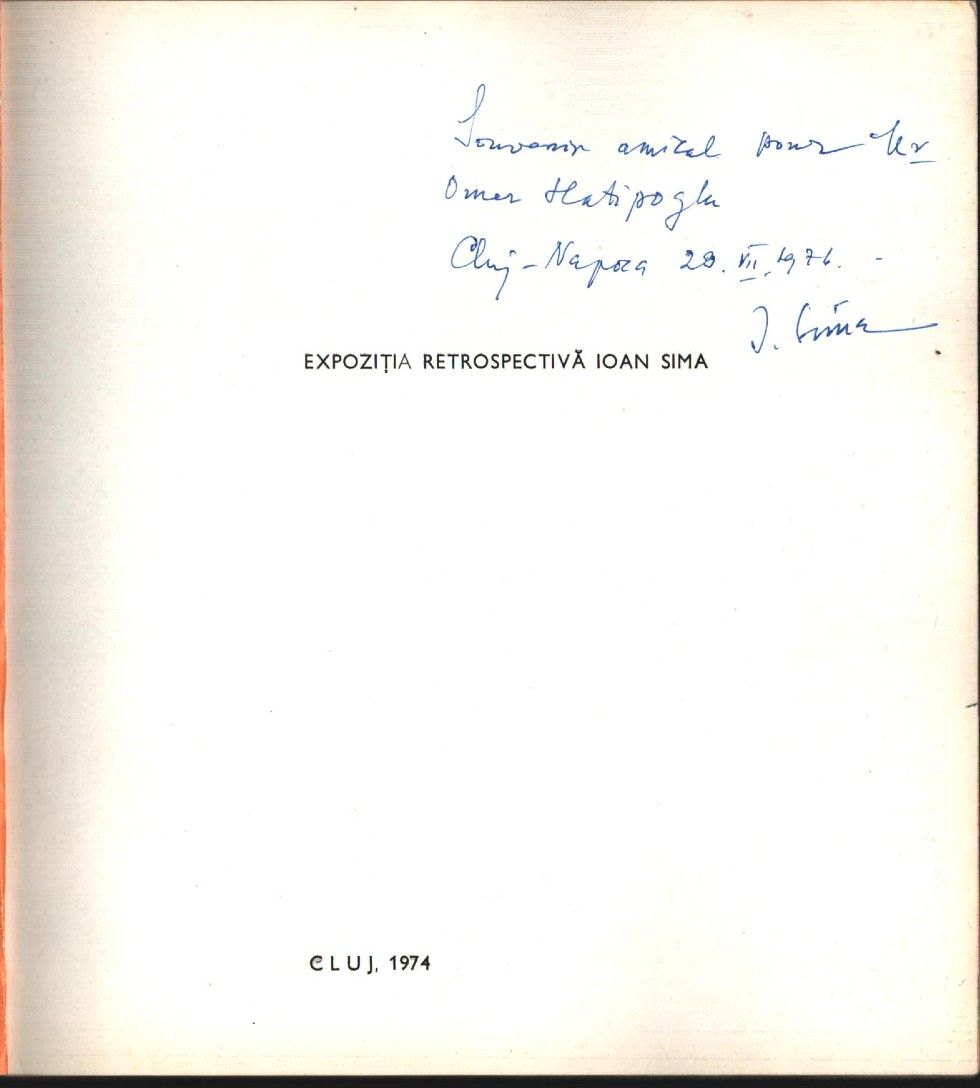 Souvenir amical pour Mr
Omer Hatipoglu
Cluj-Napoca 28. VII. 1976. -
I. Sima
EXPOZIȚIA RETROSPECTIVĂ IOAN SIMA
CLUJ, 1974